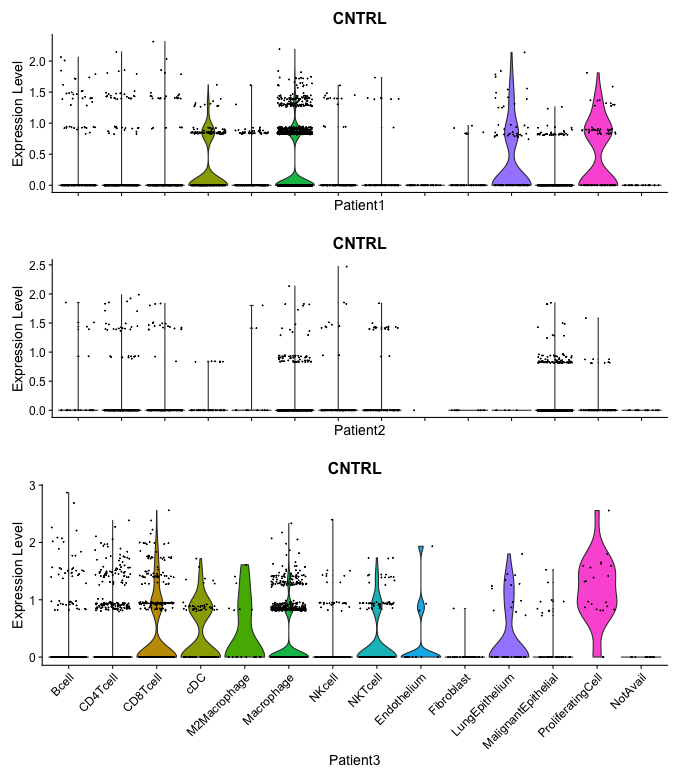 CNTRL
Expression Level
2.0
1.5
1.0
0.5
0.0
Patient1
CNTRL
Expression Level
2.5
2.0
1.5
1.0
0.5
0.0
Patient2
CNTRL
Expression Level
3
2
1
0
Bcell
CD4Tcell
CD8Tcell
cDC
M2Macrophage
Macrophage
NKcell
NKTcell
Endothelium
Fibroblast
LungEpithelium
MalignantEpithelial
ProliferatingCell
NotAvail
Patient3